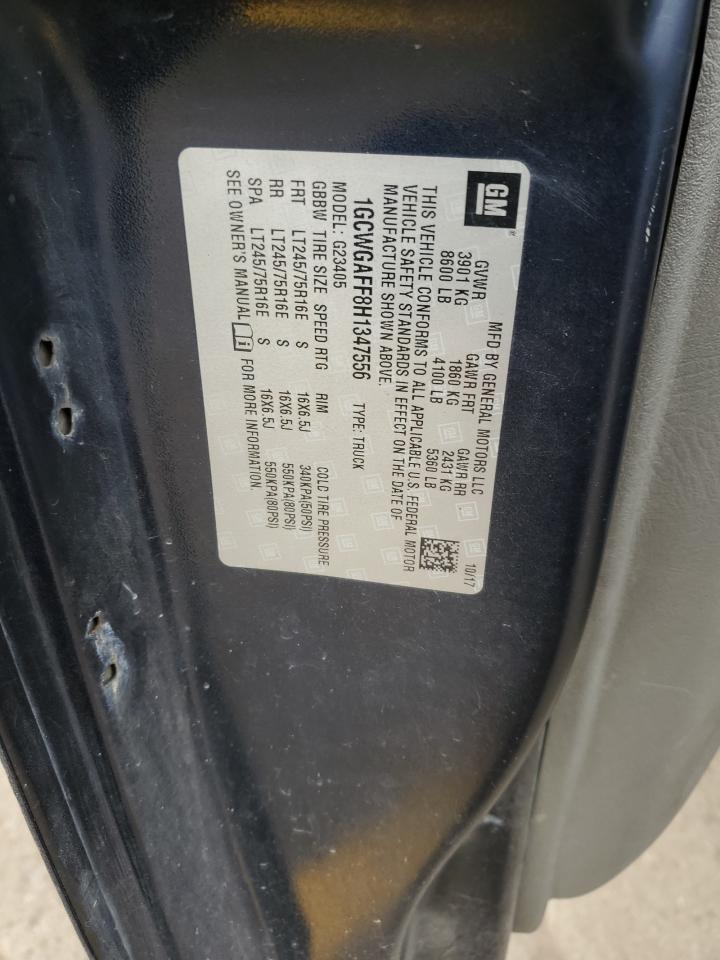 GM
MFD BY GENERAL MOTORS LLC 10/17
GVWR GAWR FRT GAWR RR
3901 KG 1860 KG 2431 KG
8600 LB 4100 LB 5360 LB
THIS VEHICLE CONFORMS TO ALL APPLICABLE U.S. FEDERAL MOTOR
VEHICLE SAFETY STANDARDS IN EFFECT ON THE DATE OF
MANUFACTURE SHOWN ABOVE.
1GCWGAFF8H1347556 TYPE: TRUCK
MODEL: G23405
GBBW TIRE SIZE SPEED RTG RIM COLC TIRE PRESSURE
FRT LT245/75R16E S 16X6.5J 340KPA(50PSI)
RR LT245/75R16E S 16X6.5J 550KPA(80PSI)
SPA LT245/75R16E S 16X6.5J 550KPA(80PSI)
SEE OWNER'S MANUAL FOR MORE INFORMATION.